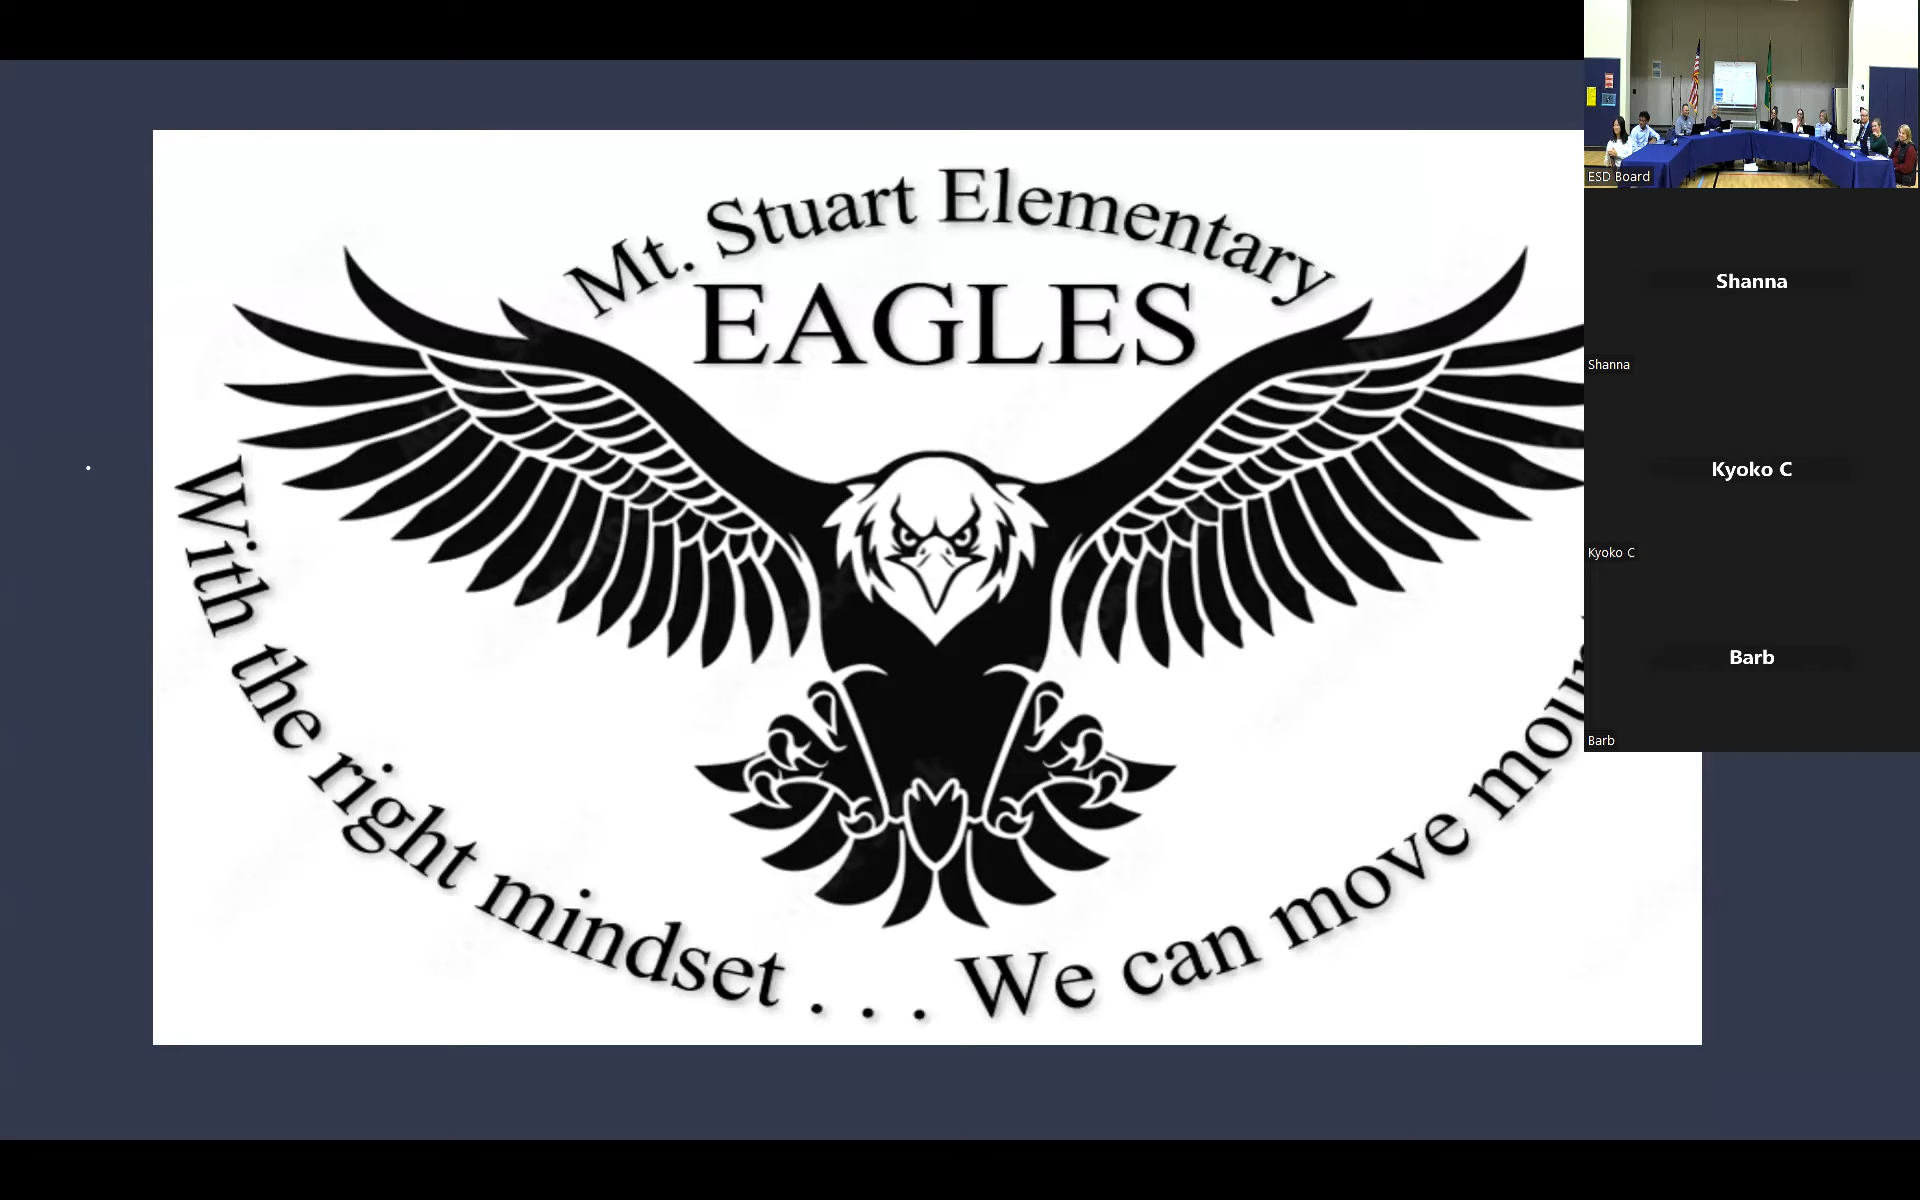 Mt. Stuart Elementary
EAGLES
With the right mindset . . . We can move
ESD Board
Shanna
Shanna
Kyoko C
Kyoko C
Barb
Barb